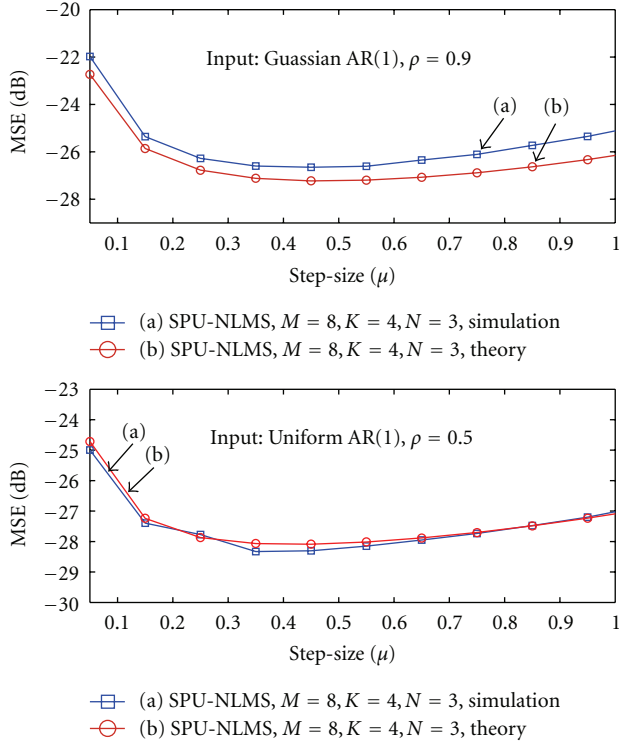 −20
−22
−24
−26
−28
MSE (dB)
Input: Guassian AR(1), ρ = 0.9
(a)
(b)
0.1 0.2 0.3 0.4 0.5 0.6 0.7 0.8 0.9 1
Step-size (μ)
(a) SPU-NLMS, M = 8, K = 4, N = 3, simulation
(b) SPU-NLMS, M = 8, K = 4, N = 3, theory
−23
−24
−25
−26
−27
−28
−29
−30
MSE (dB)
Input: Uniform AR(1), ρ = 0.5
(a)
(b)
0.1 0.2 0.3 0.4 0.5 0.6 0.7 0.8 0.9 1
Step-size (μ)
(a) SPU-NLMS, M = 8, K = 4, N = 3, simulation
(b) SPU-NLMS, M = 8, K = 4, N = 3, theory